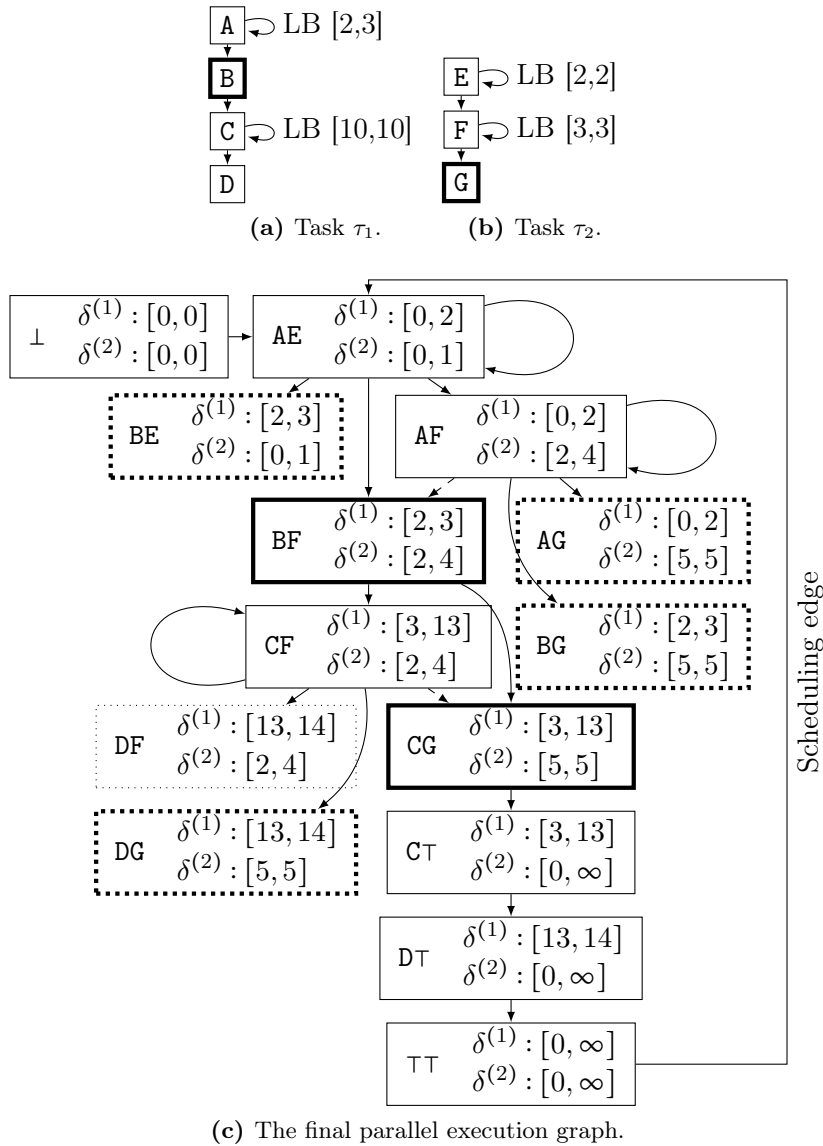 A LB [2,3]
B
C LB [10,10]
D
(a) Task τ₁.
E LB [2,2]
F LB [3,3]
G
(b) Task τ₂.
⊥ δ⁽¹⁾ : [0, 0]
δ⁽²⁾ : [0, 0]
AE δ⁽¹⁾ : [0, 2]
δ⁽²⁾ : [0, 1]
BE δ⁽¹⁾ : [2, 3]
δ⁽²⁾ : [0, 1]
AF δ⁽¹⁾ : [0, 2]
δ⁽²⁾ : [2, 4]
BF δ⁽¹⁾ : [2, 3]
δ⁽²⁾ : [2, 4]
AG δ⁽¹⁾ : [0, 2]
δ⁽²⁾ : [5, 5]
CF δ⁽¹⁾ : [3, 13]
δ⁽²⁾ : [2, 4]
BG δ⁽¹⁾ : [2, 3]
δ⁽²⁾ : [5, 5]
DF δ⁽¹⁾ : [13, 14]
δ⁽²⁾ : [2, 4]
CG δ⁽¹⁾ : [3, 13]
δ⁽²⁾ : [5, 5]
DG δ⁽¹⁾ : [13, 14]
δ⁽²⁾ : [5, 5]
C⊤ δ⁽¹⁾ : [3, 13]
δ⁽²⁾ : [0, ∞]
D⊤ δ⁽¹⁾ : [13, 14]
δ⁽²⁾ : [0, ∞]
⊤⊤ δ⁽¹⁾ : [0, ∞]
δ⁽²⁾ : [0, ∞]
Scheduling edge
(c) The final parallel execution graph.